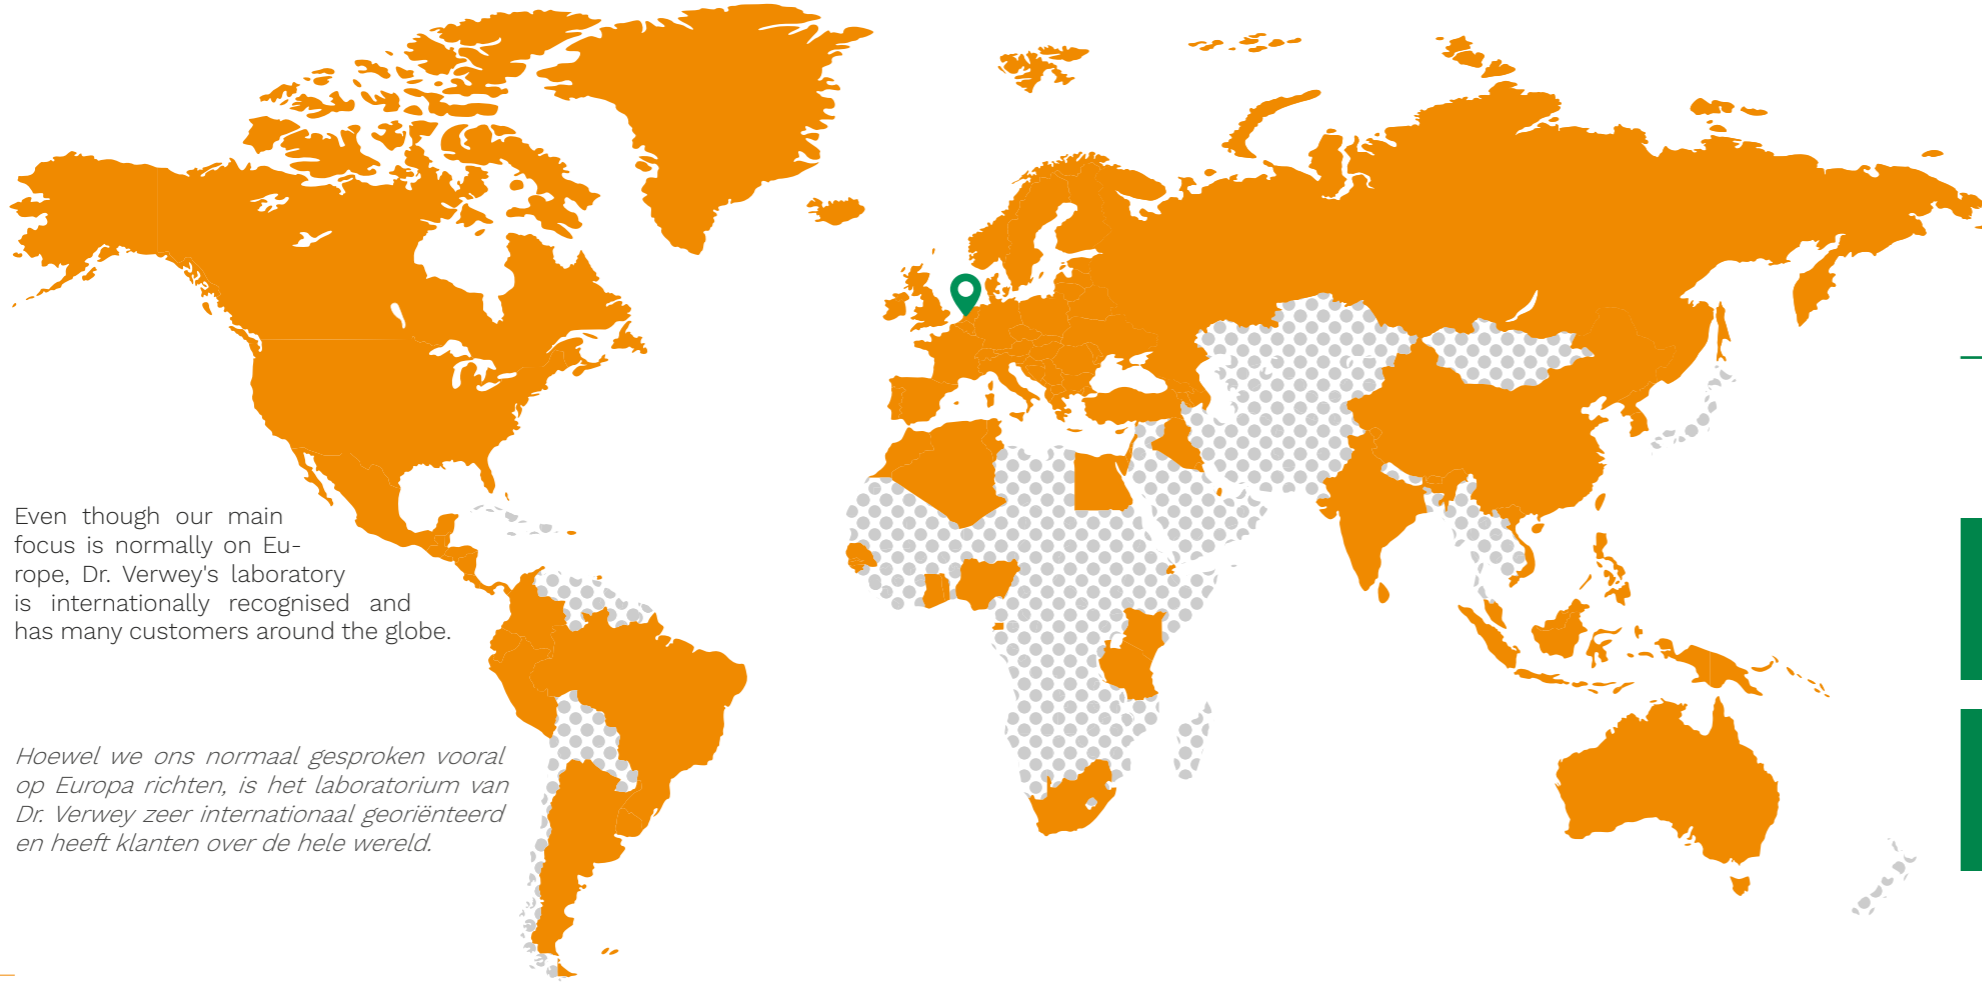 Even though our main
focus is normally on Eu-
rope, Dr. Verwey's laboratory
is internationally recognised and
has many customers around the globe.
Hoewel we ons normaal gesproken vooral
op Europa richten, is het laboratorium van
Dr. Verwey zeer internationaal georiënteerd
en heeft klanten over de hele wereld.